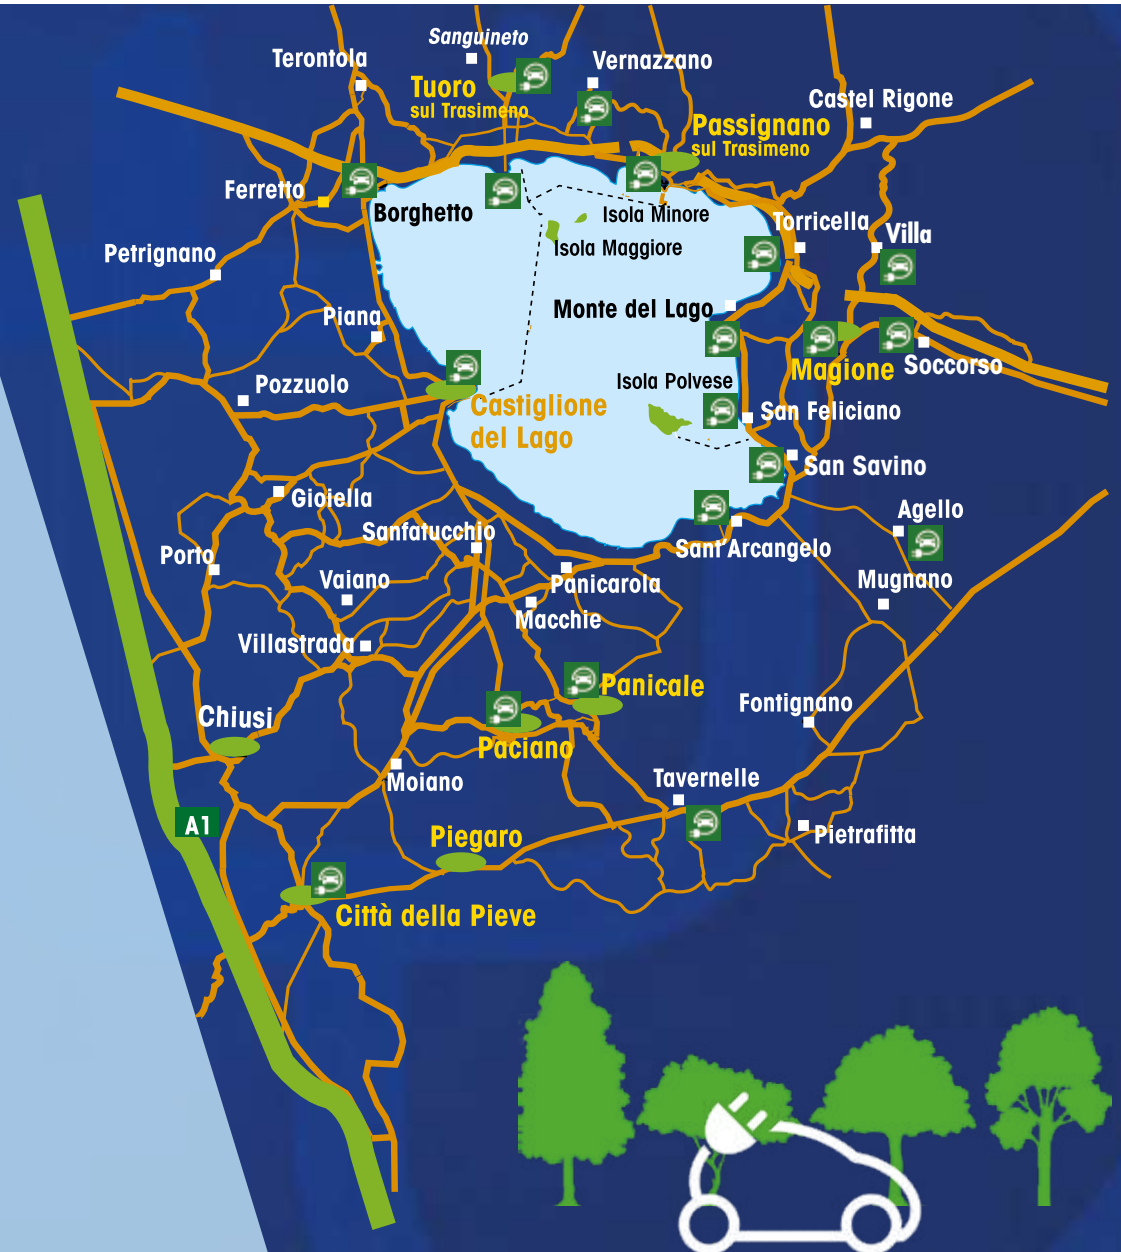 Sanguineto
Terontola
Vernazzano
Tuoro
sul Trasimeno
Castel Rigone
Passignano
sul Trasimeno
Ferretto
Borghetto
Isola Minore
Torricella
Villa
Isola Maggiore
Petrignano
Monte del Lago
Piana
Magione
Soccorso
Isola Polvese
Pozzuolo
Castiglione
del Lago
San Feliciano
San Savino
Gioiella
Agello
Sanfatucchio
Sant'Arcangelo
Porto
Vaiano
Panicarola
Mugnano
Macchie
Villastrada
Panicale
Fontignano
Chiusi
Paciano
Moiano
Tavernelle
A1
Piegaro
Pietrafitta
Città della Pieve